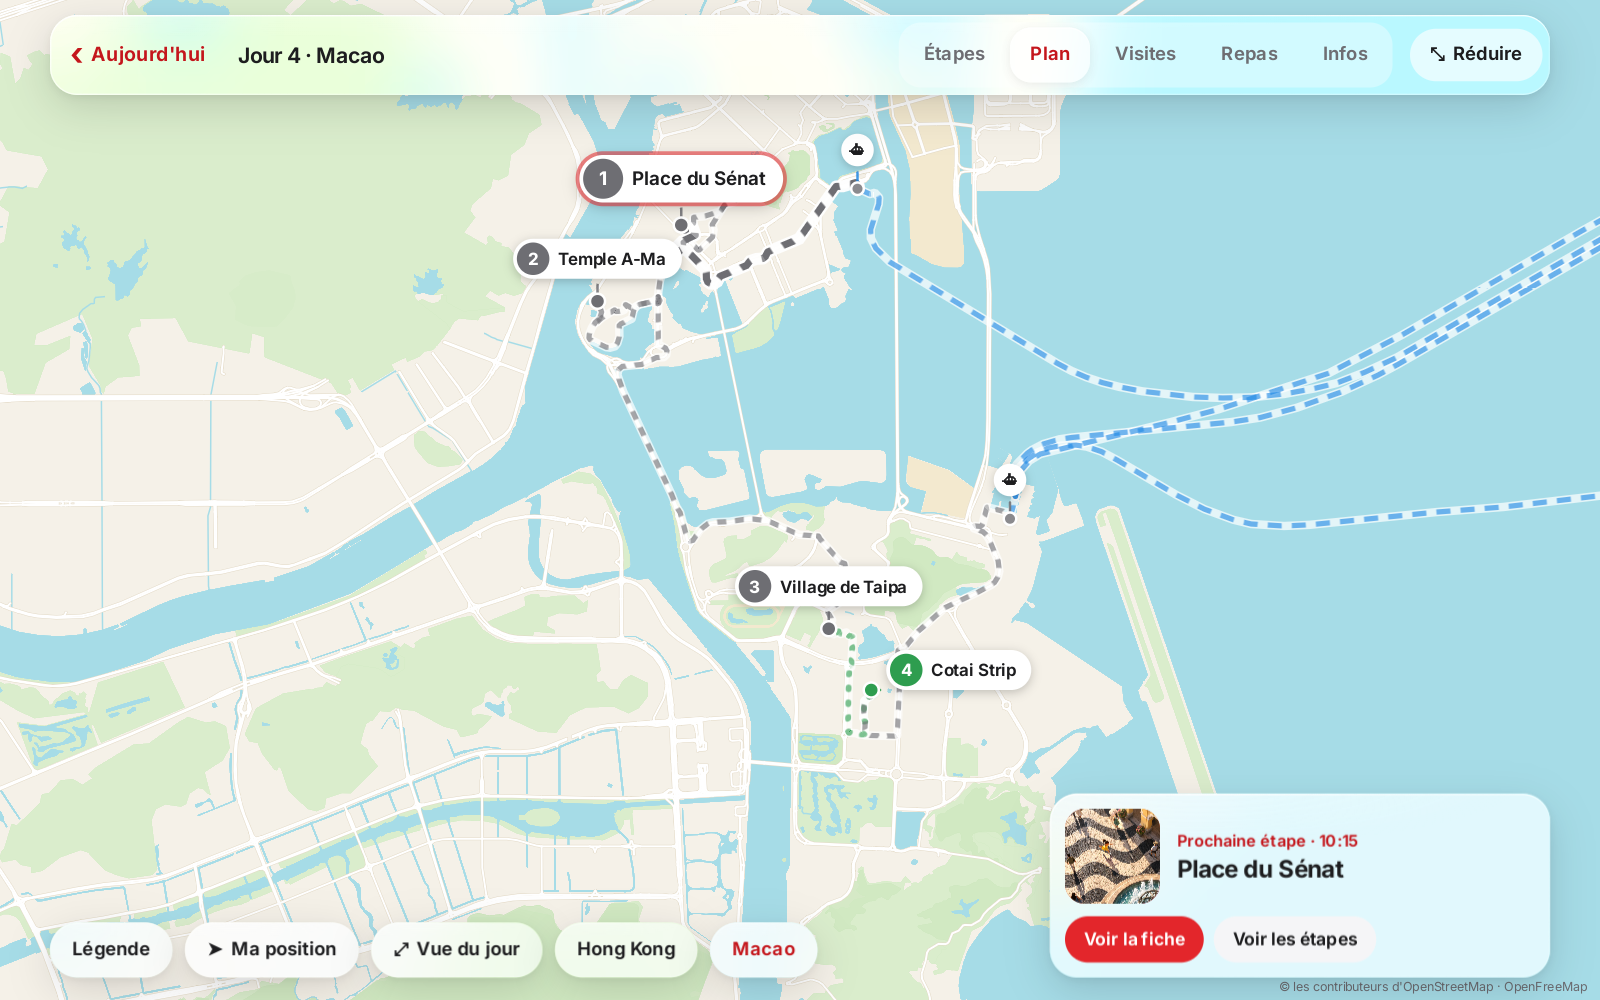 Aujourd'hui
Jour 4 · Macao
Étapes
Plan
Visites
Repas
Infos
Réduire
1 Place du Sénat
2 Temple A-Ma
3 Village de Taipa
4 Cotai Strip
Prochaine étape · 10:15
Place du Sénat
Voir la fiche
Voir les étapes
Légende
Ma position
Vue du jour
Hong Kong
Macao
© les contributeurs d'OpenStreetMap · OpenFreeMap